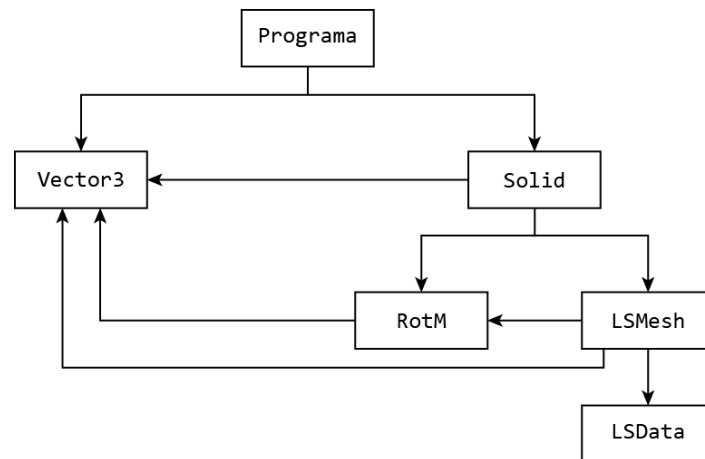 Programa
Vector3
Solid
RotM
LSMesh
LSData